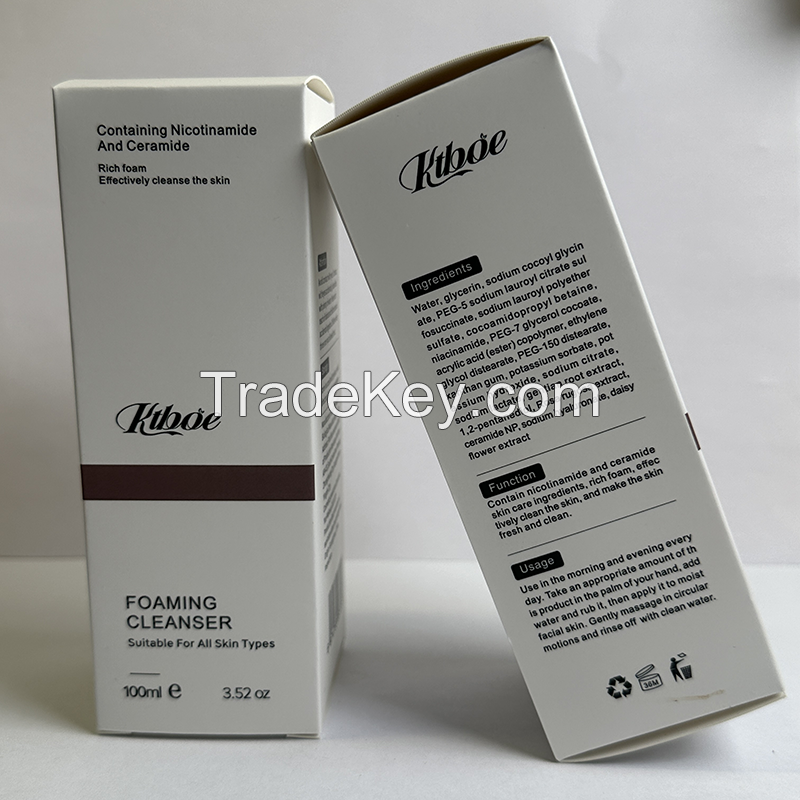 Containing Nicotinamide
And Ceramide
Rich foam
Effectively cleanse the skin
Ktboe
FOAMING
CLEANSER
Suitable For All Skin Types
100ml e
3.52 oz
Ktboe
Ingredients
Water, glycerin, sodium cocoyl glycin
ate, PEG-5 sodium lauroyl citrate sul
fosuccinate, sodium lauroyl polyether
sulfate, cocoamidopropyl betaine,
niacinamide, PEG-7 glycerol cocoate,
acrylic acid (ester) copolymer, ethylene
glycol distearate, PEG-150 distearate,
xanthan gum, potassium sorbate, pot
assium sodium citrate,
1,2-pentanediol, extract,
ceramide NP, sodium hyaluronate, daisy
flower extract
Function
Contain nicotinamide and ceramide
skin care ingredients, rich foam, effec
tively clean the skin, and make the skin
fresh and clean.
Usage
Use in the morning and evening every
day. Take an appropriate amount of th
is product in the palm of your hand, add
water and rub it, then apply it to moist
facial skin. Gently massage in circular
motions and rinse off with clean water.
36M
TradeKey.com